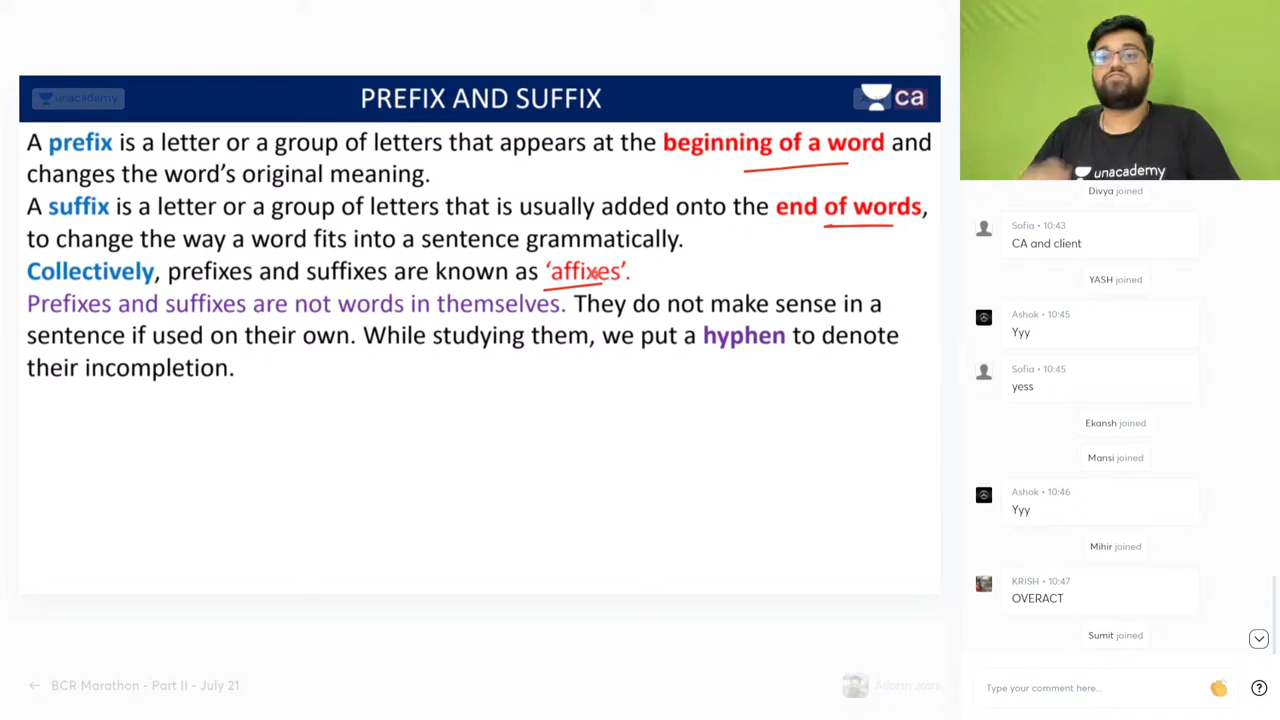 unacademy
PREFIX AND SUFFIX
ca
A prefix is a letter or a group of letters that appears at the beginning of a word and
changes the word’s original meaning.
A suffix is a letter or a group of letters that is usually added onto the end of words,
to change the way a word fits into a sentence grammatically.
Collectively, prefixes and suffixes are known as ‘affixes’.
Prefixes and suffixes are not words in themselves. They do not make sense in a
sentence if used on their own. While studying them, we put a hyphen to denote
their incompletion.
BCR Marathon - Part II - July 21
unacademy
Divya joined
Sofia • 10:43
CA and client
YASH joined
Ashok • 10:45
Yyy
Sofia • 10:45
yess
Ekansh joined
Mansi joined
Ashok • 10:46
Yyy
Mihir joined
KRISH • 10:47
OVERACT
Sumit joined
Type your comment here...